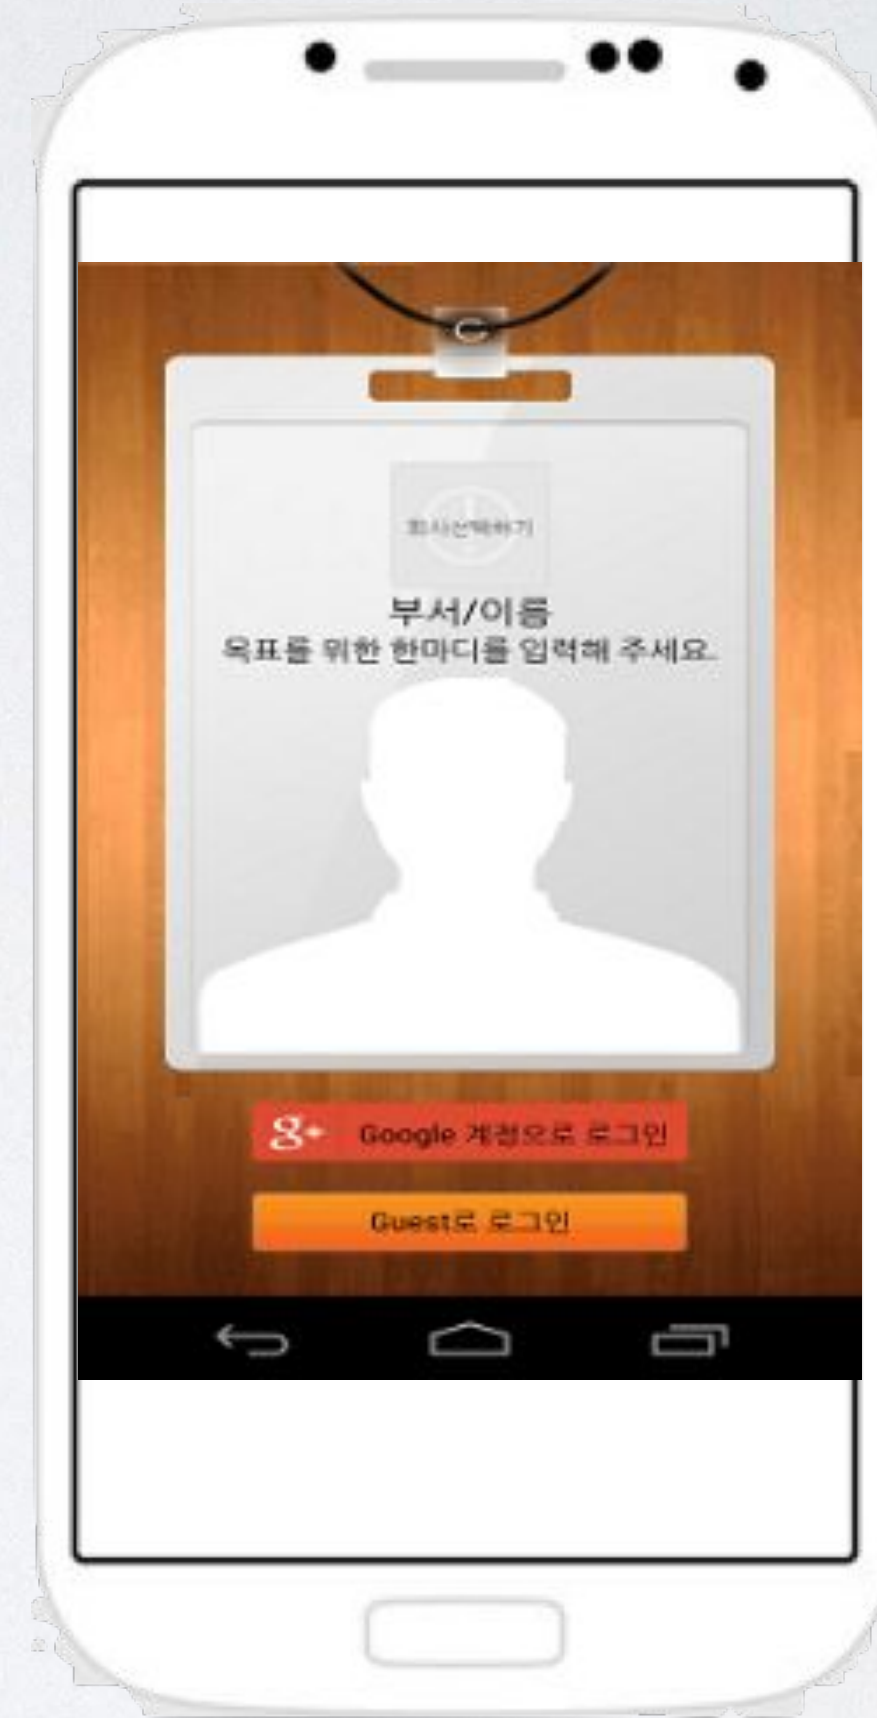 회사선택하기
부서/이름
목표를 위한 한마디를 입력해 주세요.
g+ Google 계정으로 로그인
Guest로 로그인